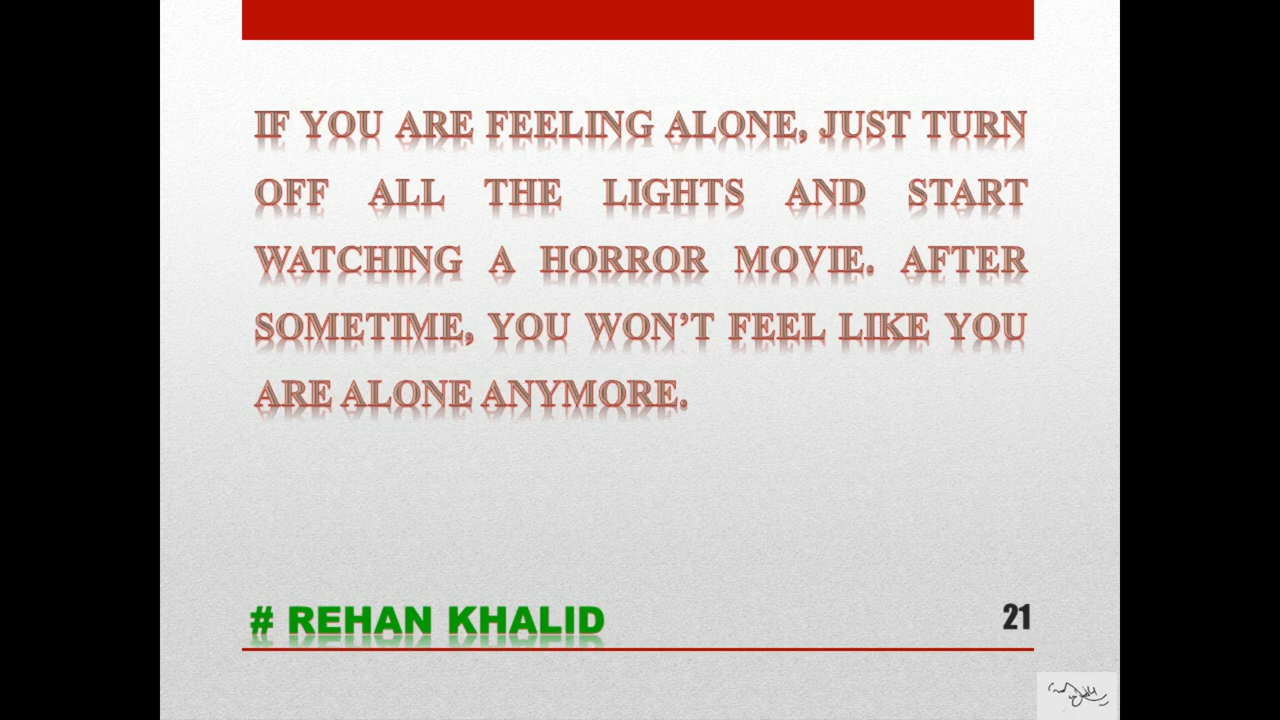 IF YOU ARE FEELING ALONE, JUST TURN
OFF ALL THE LIGHTS AND START
WATCHING A HORROR MOVIE. AFTER
SOMETIME, YOU WON’T FEEL LIKE YOU
ARE ALONE ANYMORE.
# REHAN KHALID
21